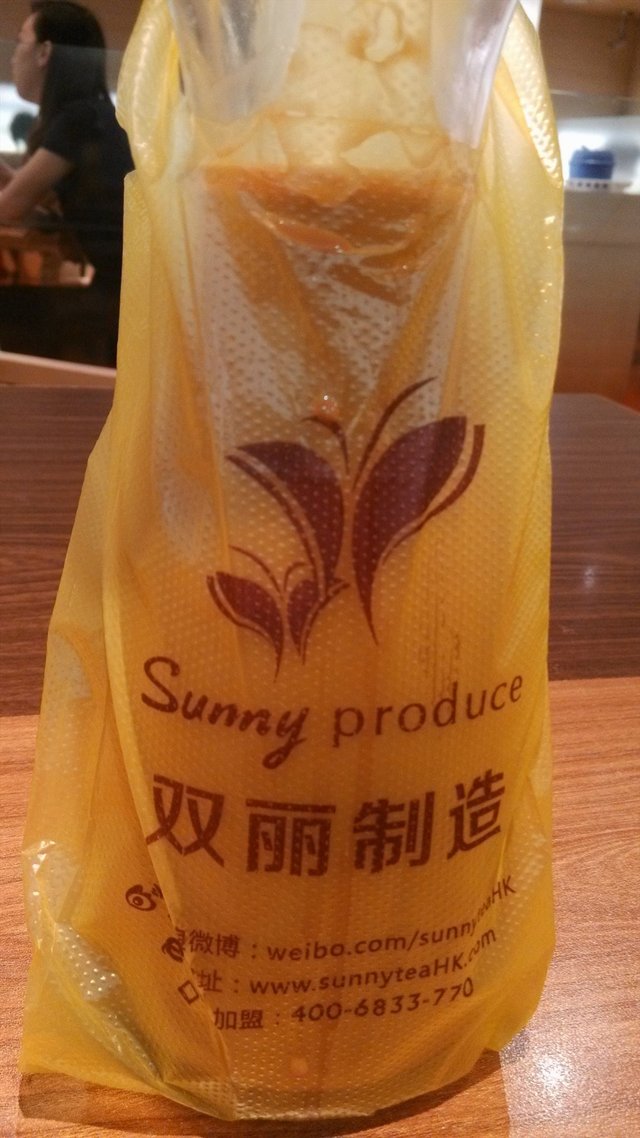 Sunny produce
双丽制造
微博：weibo.com/sunnyteaHK
址：www.sunnyteaHK.com
加盟：400-6833-770